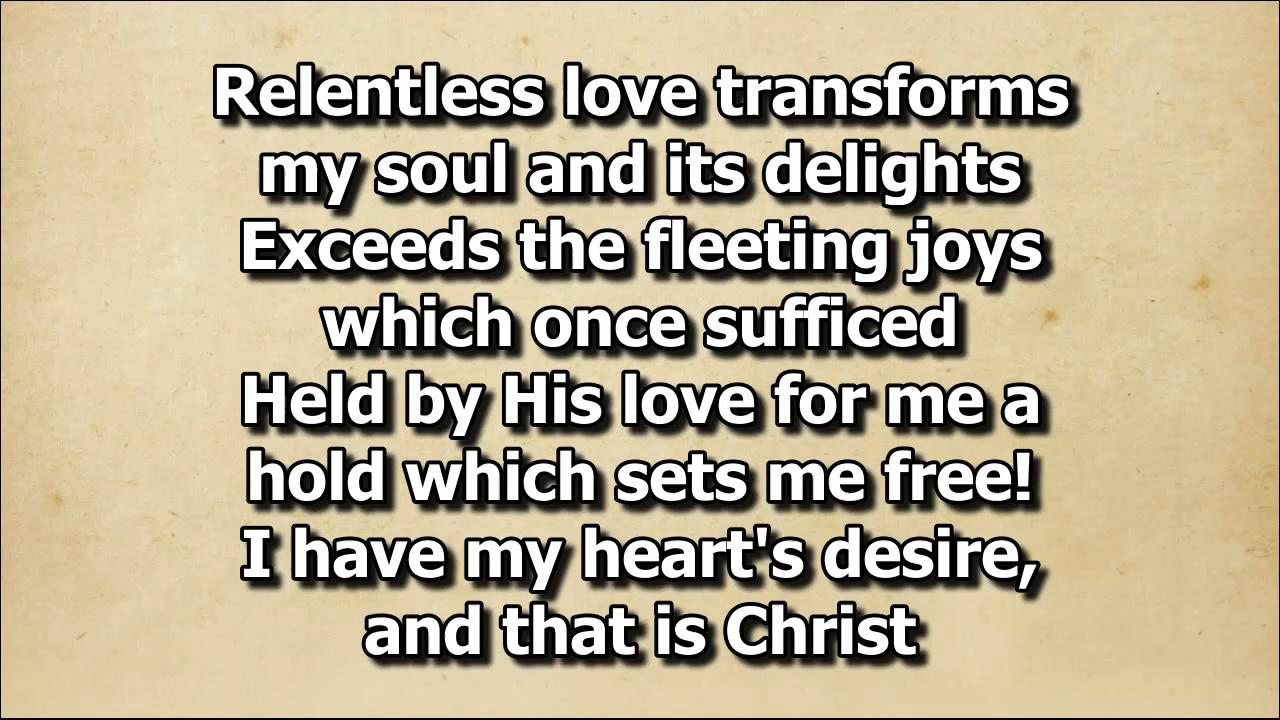 Relentless love transforms
my soul and its delights
Exceeds the fleeting joys
which once sufficed
Held by His love for me a
hold which sets me free!
I have my heart's desire,
and that is Christ